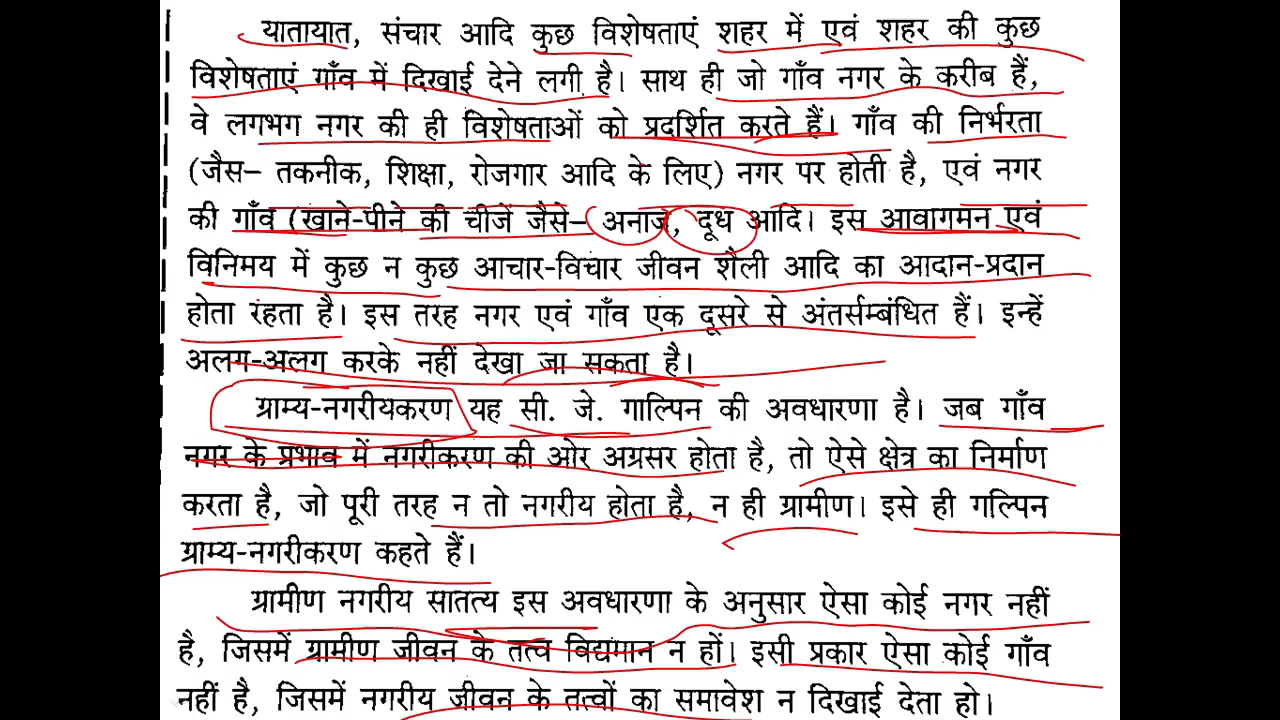 यातायात, संचार आदि कुछ विशेषताएं शहर में एवं शहर की कुछ
विशेषताएं गाँव में दिखाई देने लगी है। साथ ही जो गाँव नगर के करीब हैं,
वे लगभग नगर की ही विशेषताओं को प्रदर्शित करते हैं। गाँव की निर्भरता
(जैस– तकनीक, शिक्षा, रोजगार आदि के लिए) नगर पर होती है, एवं नगर
की गाँव (खाने-पीने की चीजें जैसे– अनाज, दूध आदि। इस आवागमन एवं
विनिमय में कुछ न कुछ आचार-विचार जीवन शैली आदि का आदान-प्रदान
होता रहता है। इस तरह नगर एवं गाँव एक दूसरे से अंतर्सम्बंधित हैं। इन्हें
अलग-अलग करके नहीं देखा जा सकता है।
ग्राम्य-नगरीयकरण यह सी. जे. गाल्पिन की अवधारणा है। जब गाँव
नगर के प्रभाव में नगरीकरण की ओर अग्रसर होता है, तो ऐसे क्षेत्र का निर्माण
करता है, जो पूरी तरह न तो नगरीय होता है, न ही ग्रामीण। इसे ही गल्पिन
ग्राम्य-नगरीकरण कहते हैं।
ग्रामीण नगरीय सातत्य इस अवधारणा के अनुसार ऐसा कोई नगर नहीं
है, जिसमें ग्रामीण जीवन के तत्व विद्यमान न हों। इसी प्रकार ऐसा कोई गाँव
नहीं है, जिसमें नगरीय जीवन के तत्वों का समावेश न दिखाई देता हो।